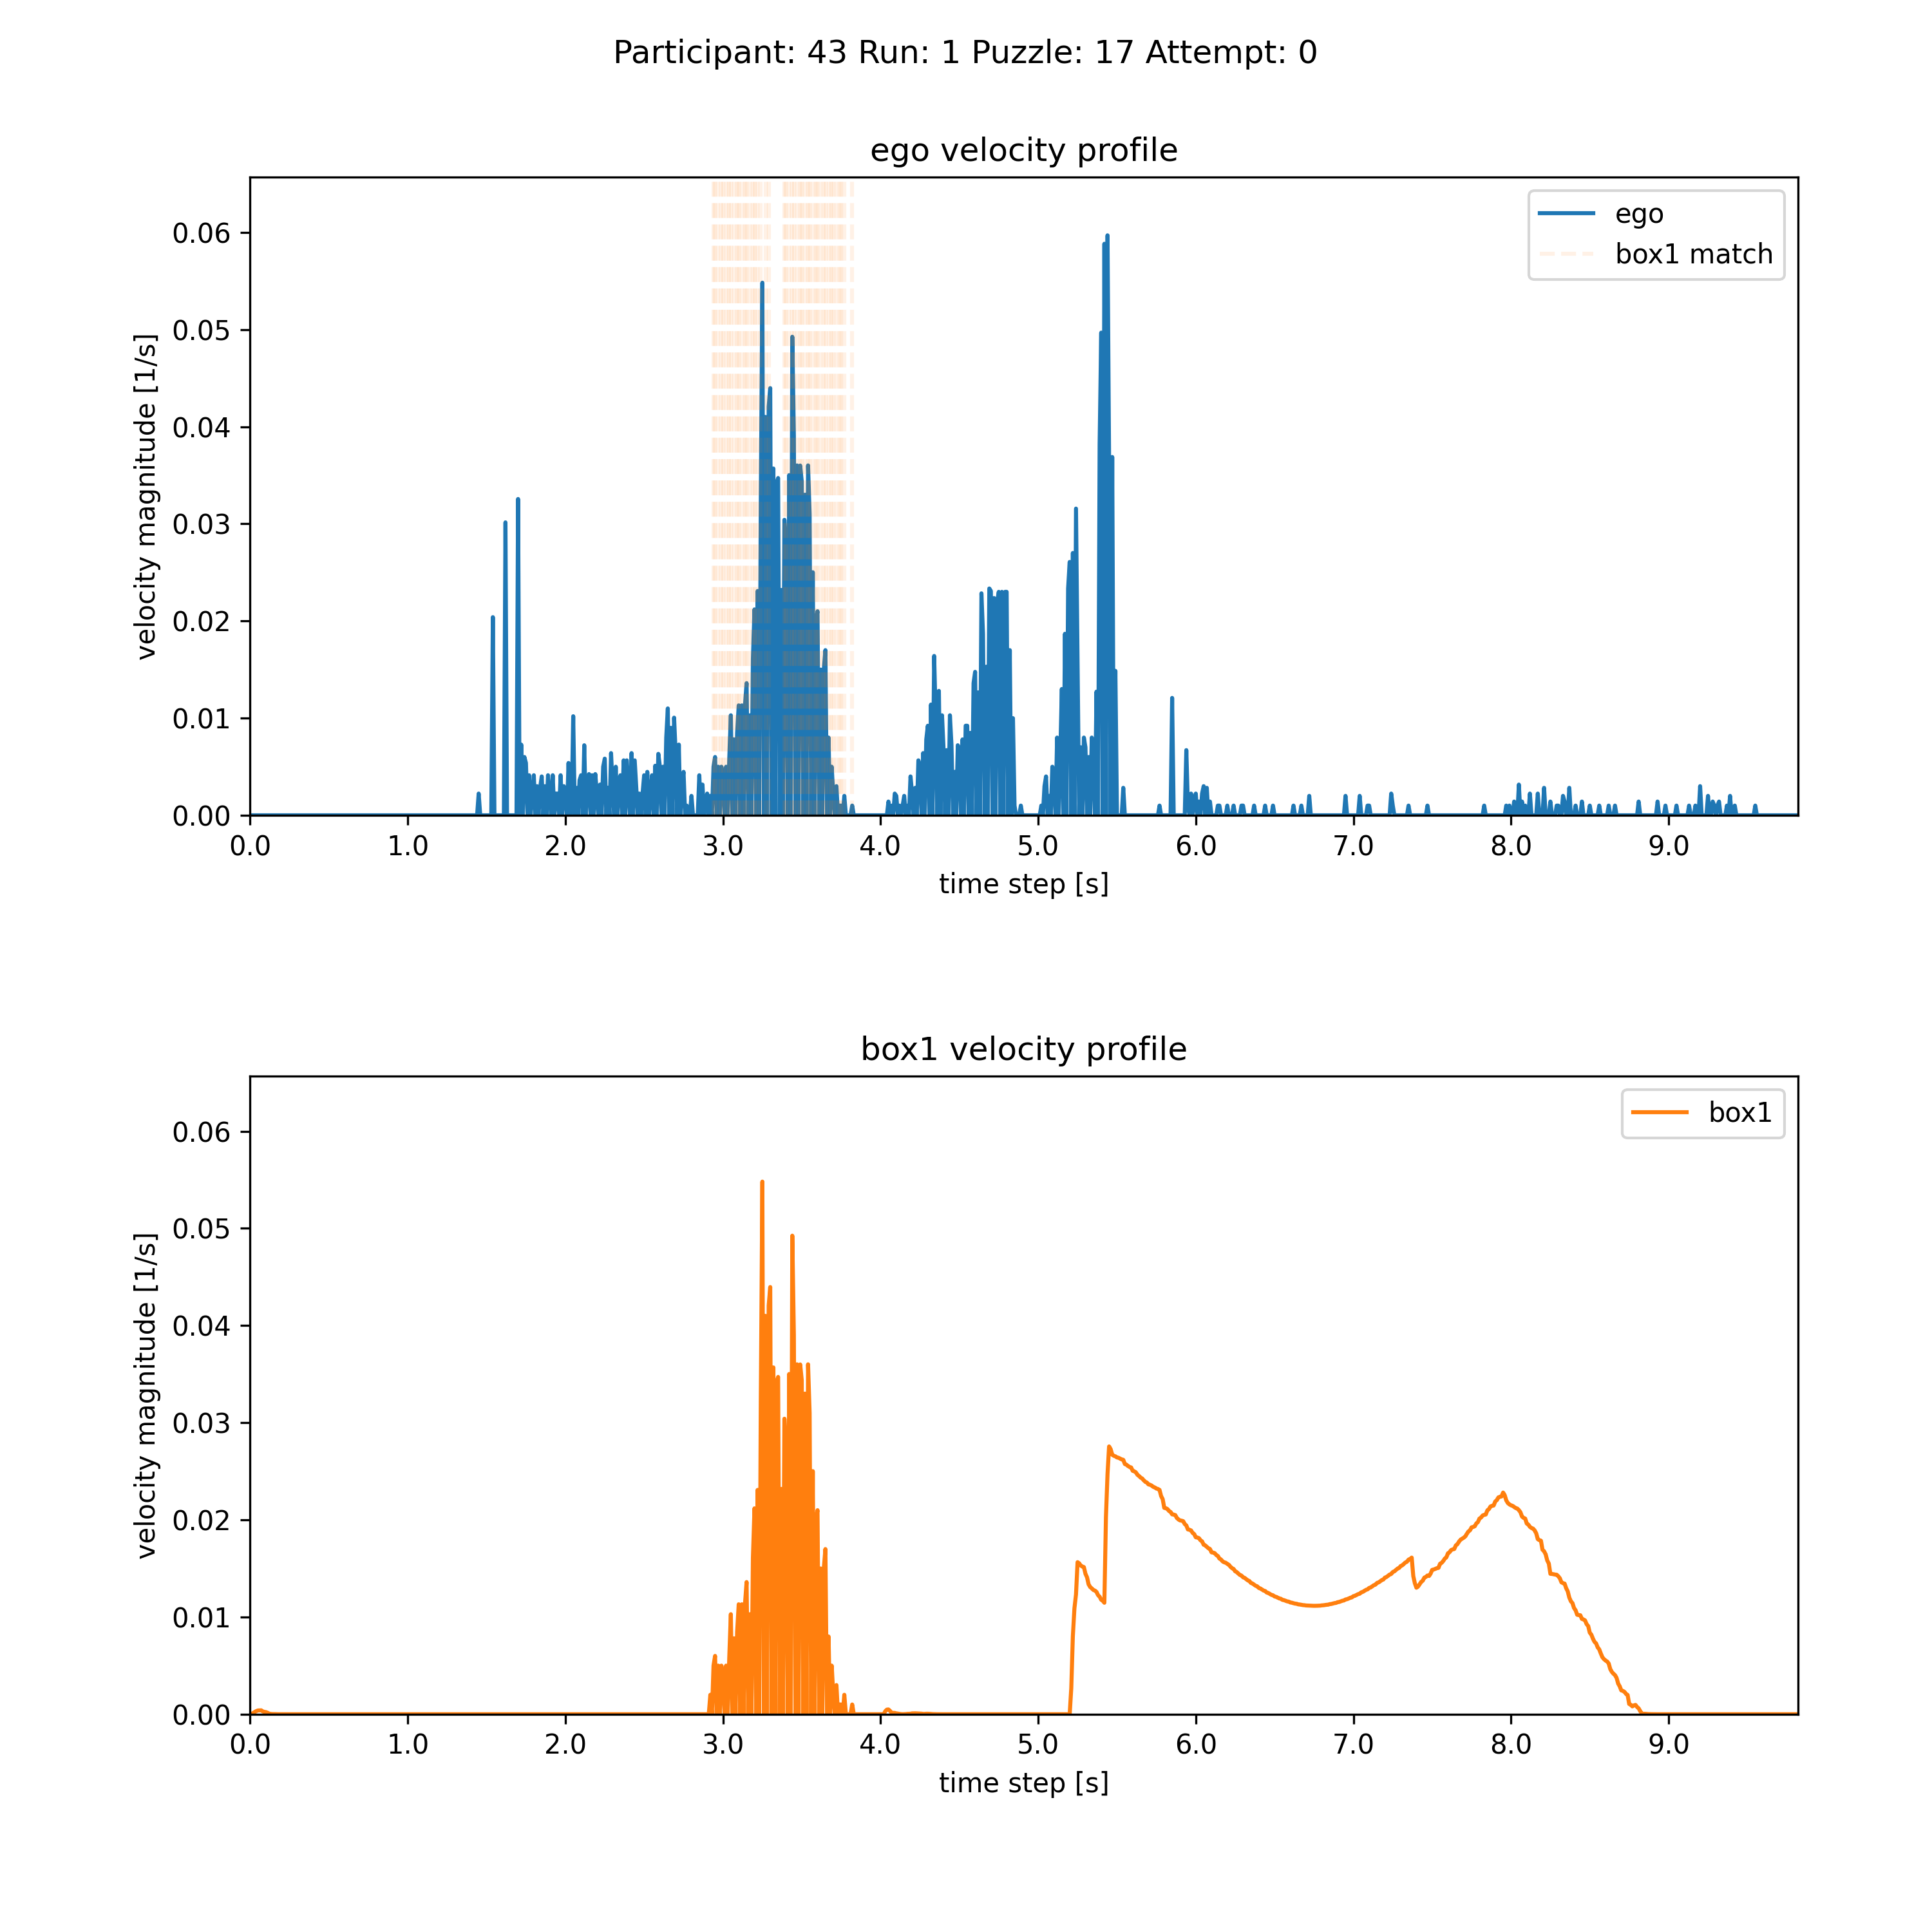 Participant: 43 Run: 1 Puzzle: 17 Attempt: 0
ego velocity profile
velocity magnitude [1/s]
0.06
0.05
0.04
0.03
0.02
0.01
0.00
ego
box1 match
0.0 1.0 2.0 3.0 4.0 5.0 6.0 7.0 8.0 9.0
time step [s]
box1 velocity profile
velocity magnitude [1/s]
0.06
0.05
0.04
0.03
0.02
0.01
0.00
box1
0.0 1.0 2.0 3.0 4.0 5.0 6.0 7.0 8.0 9.0
time step [s]